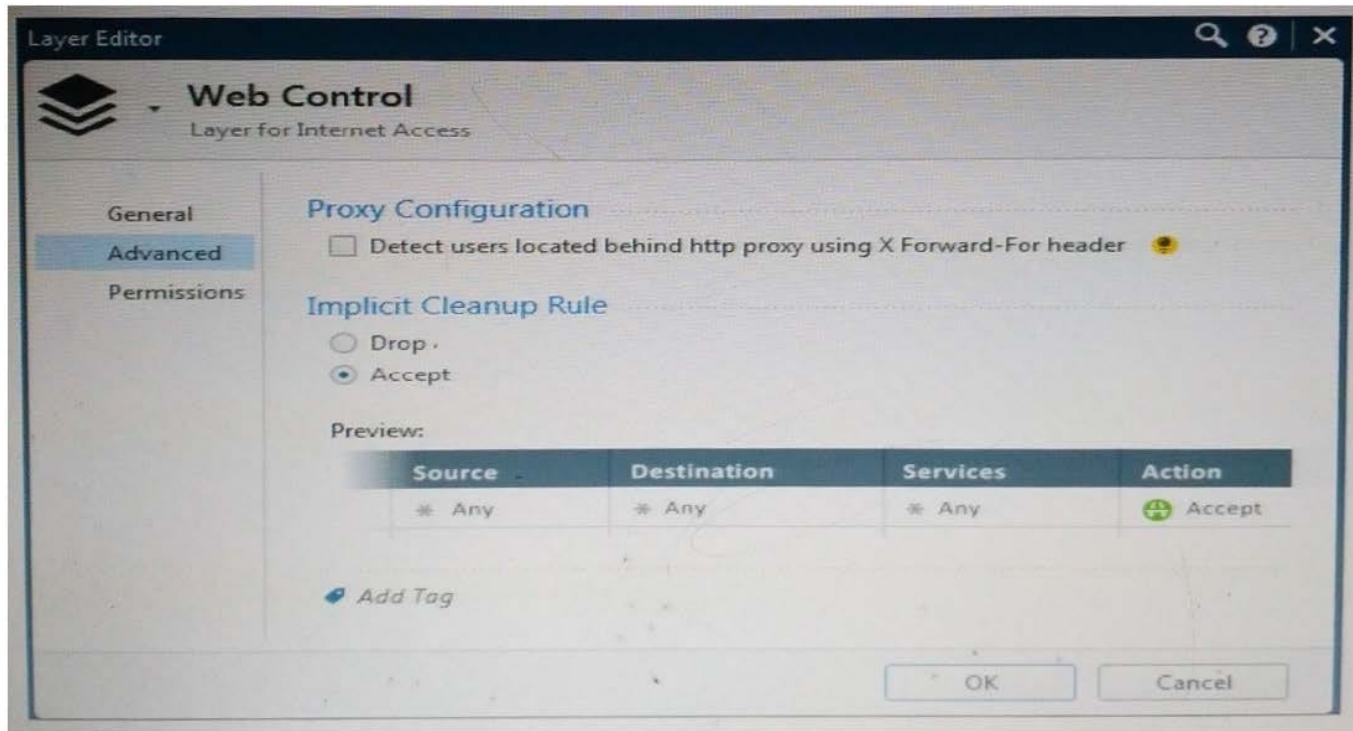 Layer Editor
Web Control
Layer for Internet Access
General
Advanced
Permissions
Proxy Configuration
Detect users located behind http proxy using X Forward-For header
Implicit Cleanup Rule
Drop
Accept
Preview:
Source Destination Services Action
* Any * Any * Any Accept
Add Tag
OK Cancel